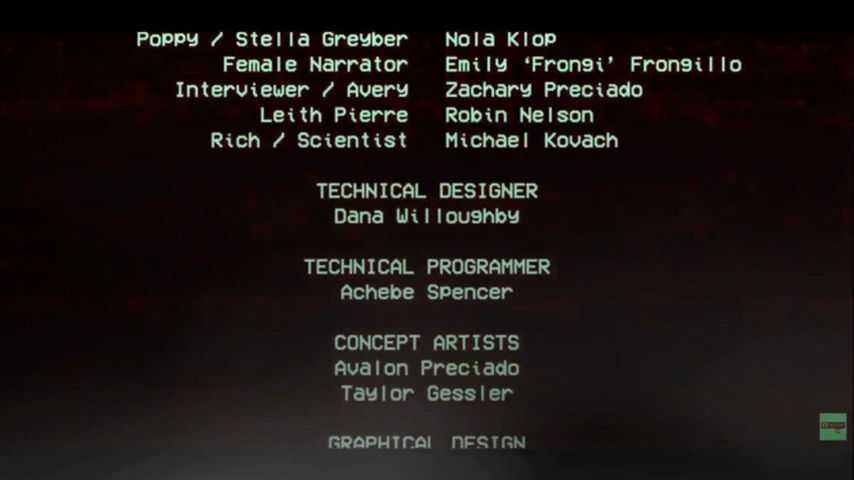 Poppy / Stella Greyber Nola Klop
Female Narrator Emily ‘Frongi’ Frongillo
Interviewer / Avery Zachary Preciado
Leith Pierre Robin Nelson
Rich / Scientist Michael Kovach
TECHNICAL DESIGNER
Dana Willoughby
TECHNICAL PROGRAMMER
Achebe Spencer
CONCEPT ARTISTS
Avalon Preciado
Taylor Gessler
GRAPHICAL DESIGN